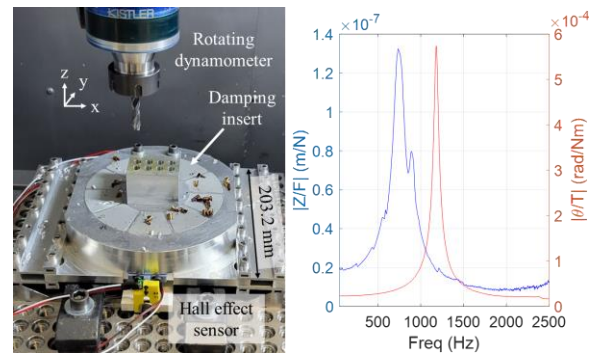 KISTLER
Rotating
dynamometer
z
y
x
Damping
insert
203.2 mm
Hall effect
sensor
×10⁻⁷
×10⁻⁴
1.4
1.2
1
0.8
0.6
0.4
0.2
0
|Z/F| (m/N)
500 1000 1500 2000 2500
Freq (Hz)
6
5
4
3
2
1
0
|θ/T| (rad/Nm)